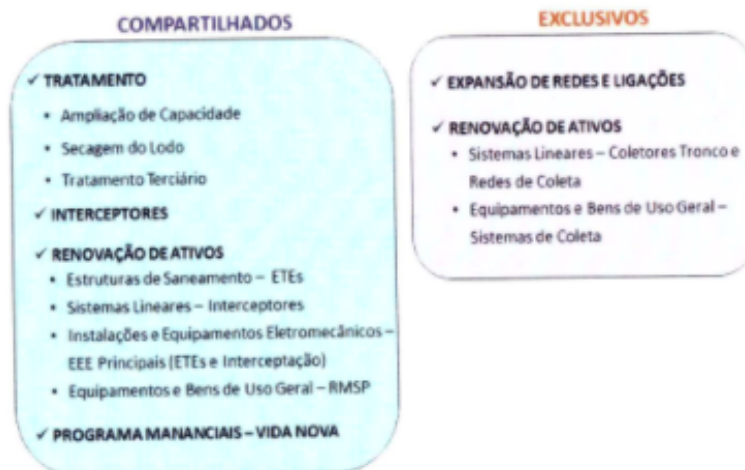 COMPARTILHADOS
✓ TRATAMENTO
• Ampliação de Capacidade
• Secagem do Lodo
• Tratamento Terciário
✓ INTERCEPTORES
✓ RENOVAÇÃO DE ATIVOS
• Estruturas de Saneamento – ETEs
• Sistemas Lineares – Interceptores
• Instalações e Equipamentos Eletromecânicos –
EEE Principais (ETEs e Interceptação)
• Equipamentos e Bens de Uso Geral – RMSP
✓ PROGRAMA MANANCIAIS – VIDA NOVA
EXCLUSIVOS
✓ EXPANSÃO DE REDES E LIGAÇÕES
✓ RENOVAÇÃO DE ATIVOS
• Sistemas Lineares – Coletores Tronco e
Redes de Coleta
• Equipamentos e Bens de Uso Geral –
Sistemas de Coleta